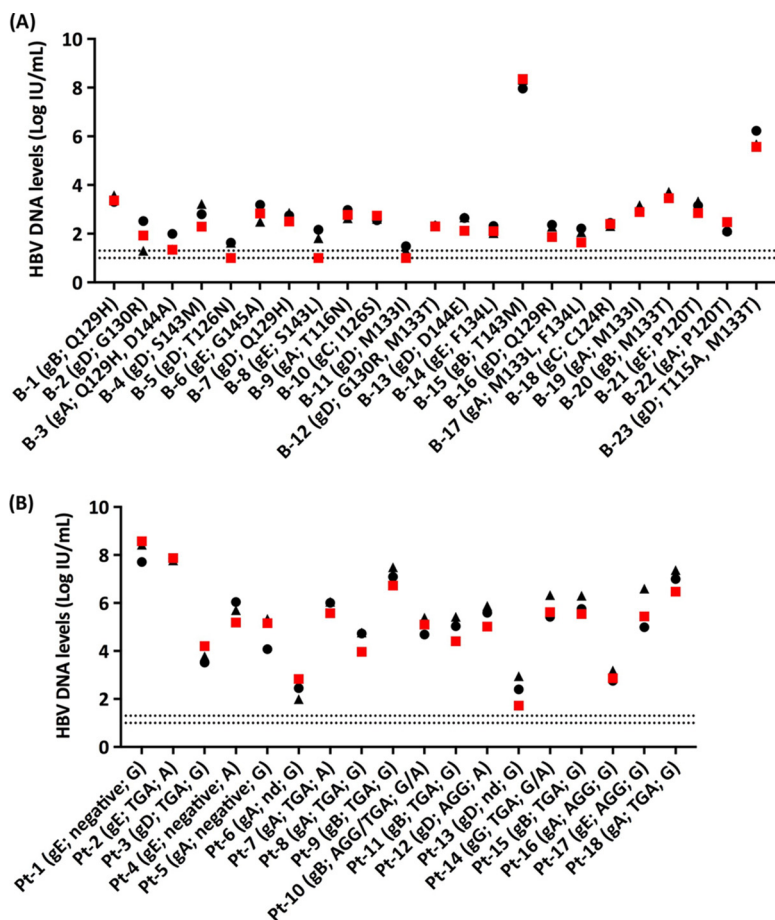 (A)
HBV DNA levels (Log IU/mL)
10
8
6
4
2
0
B-1 (gB; Q129H)
B-2 (gD; G130R)
B-3 (gA; Q129H, D144A)
B-4 (gD; S143M)
B-5 (gD; T126N)
B-6 (gE; G145A)
B-7 (gD; Q129H)
B-8 (gE; S143L)
B-9 (gA; T116N)
B-10 (gC; I126S)
B-11 (gD; M133I)
B-12 (gD; G130R, M133T)
B-13 (gD; D144E)
B-14 (gE; F134L)
B-15 (gB; T143M)
B-16 (gD; Q129R)
B-17 (gA; M133L, F134L)
B-18 (gC; C124R)
B-19 (gA; M133I)
B-20 (gB; M133T)
B-21 (gE; P120T)
B-22 (gA; P120T)
B-23 (gD; T115A, M133T)
(B)
HBV DNA levels (Log IU/mL)
10
8
6
4
2
0
Pt-1 (gE; negative; G)
Pt-2 (gE; TGA; A)
Pt-3 (gD; TGA; G)
Pt-4 (gE; negative; A)
Pt-5 (gA; negative; G)
Pt-6 (gA; nd; G)
Pt-7 (gA; TGA; A)
Pt-8 (gA; TGA; G)
Pt-9 (gB; TGA; G)
Pt-10 (gB; AGG/TGA; G/A)
Pt-11 (gB; TGA; G)
Pt-12 (gD; AGG; A)
Pt-13 (gD; nd; G)
Pt-14 (gG; TGA; G/A)
Pt-15 (gB; TGA; G)
Pt-16 (gA; AGG; G)
Pt-17 (gE; AGG; G)
Pt-18 (gA; TGA; G)